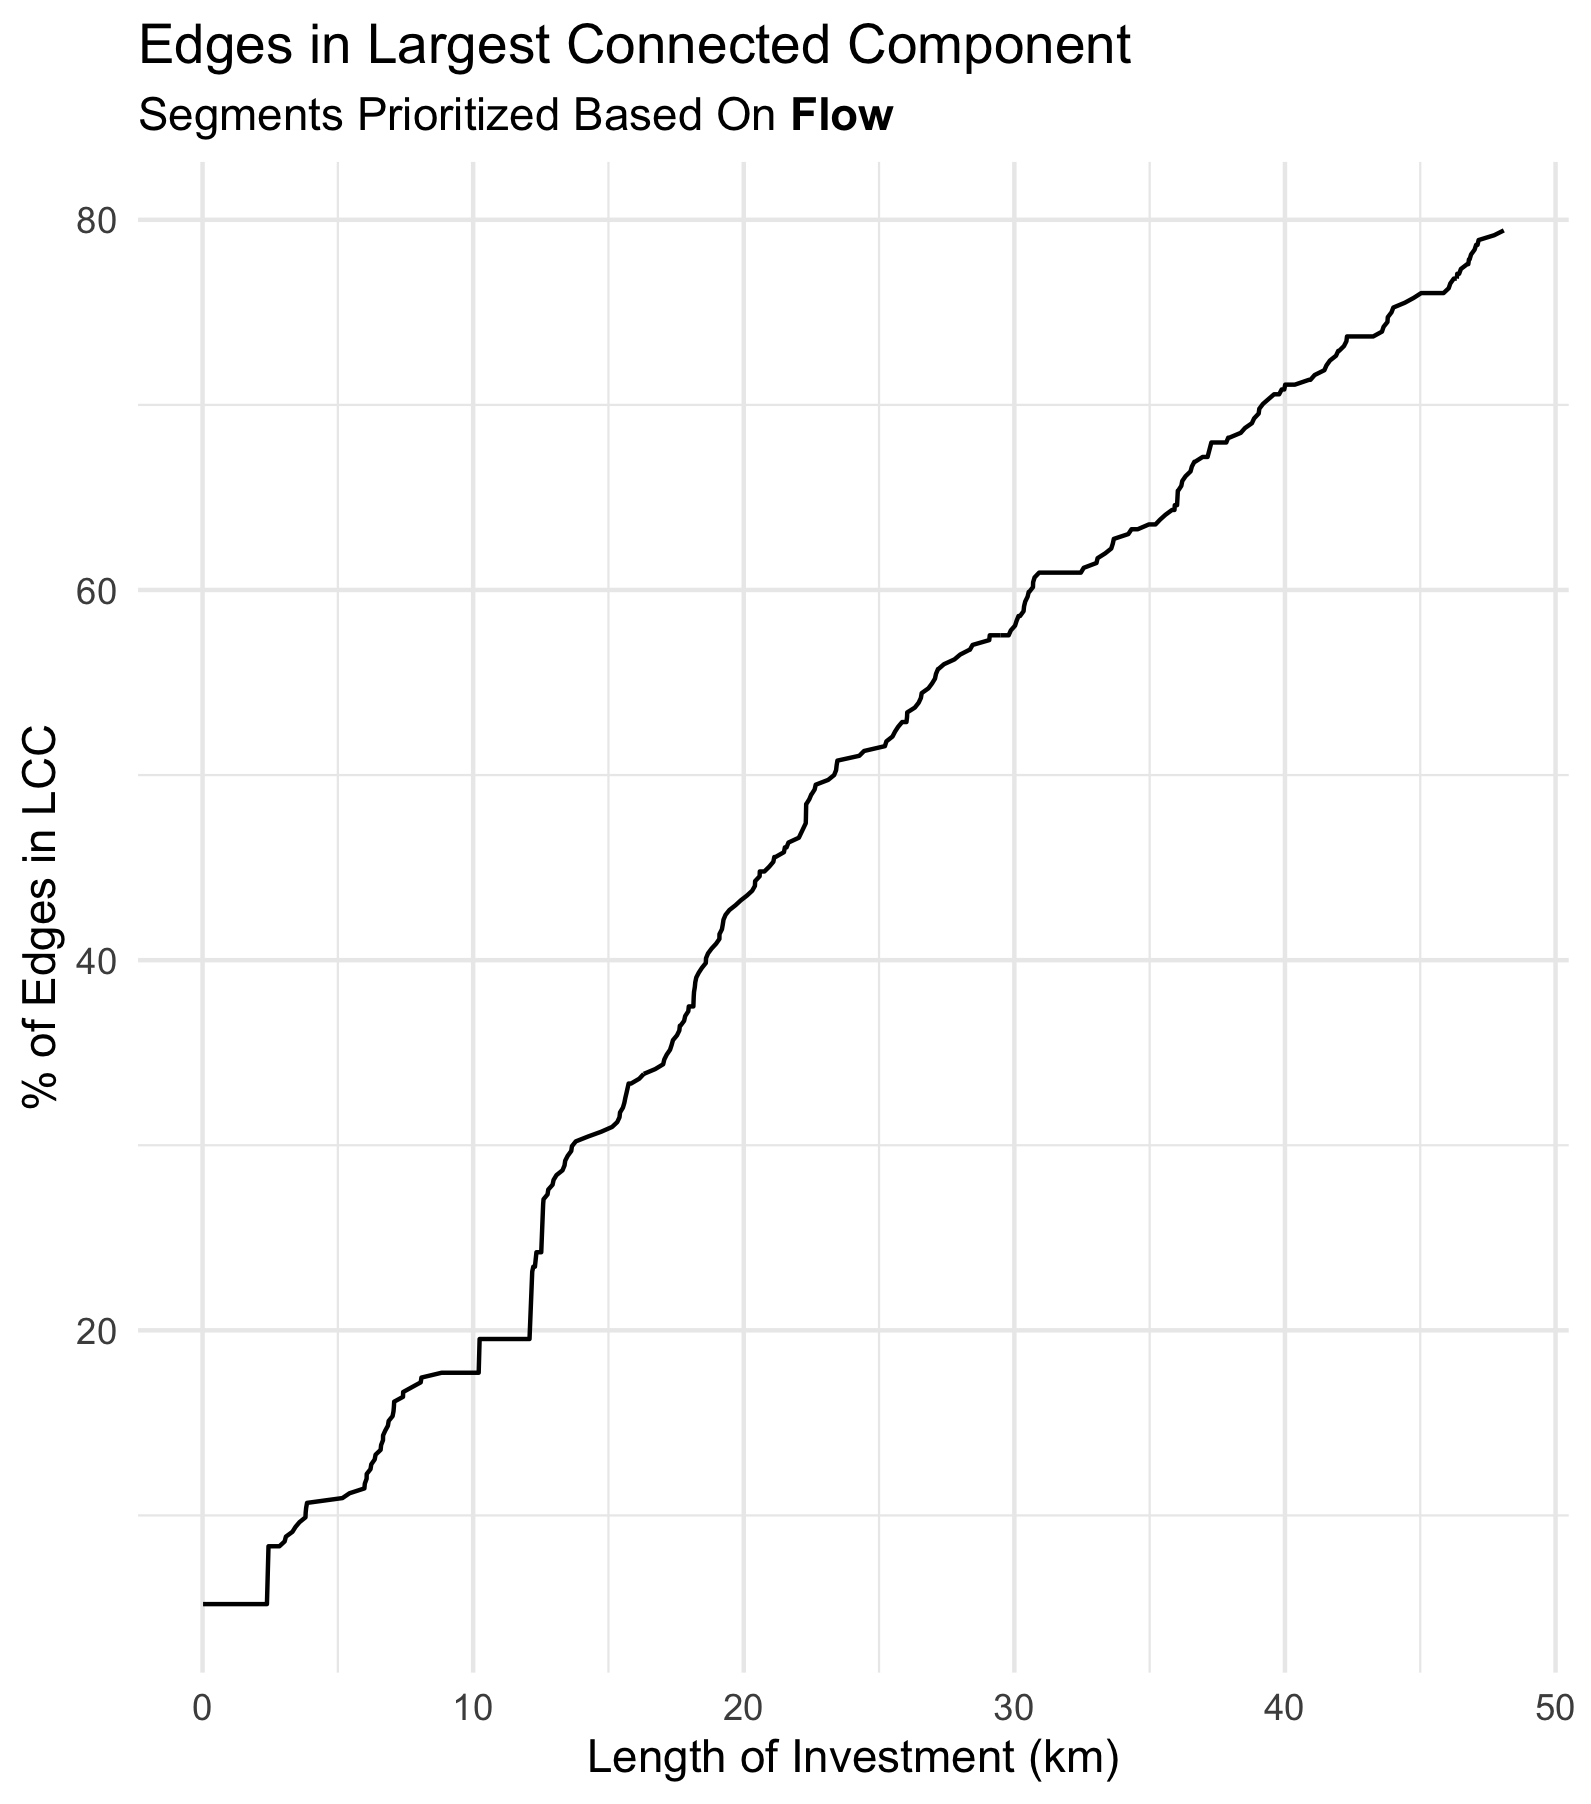 Edges in Largest Connected Component
Segments Prioritized Based On Flow
% of Edges in LCC
80
60
40
20
0 10 20 30 40 50
Length of Investment (km)